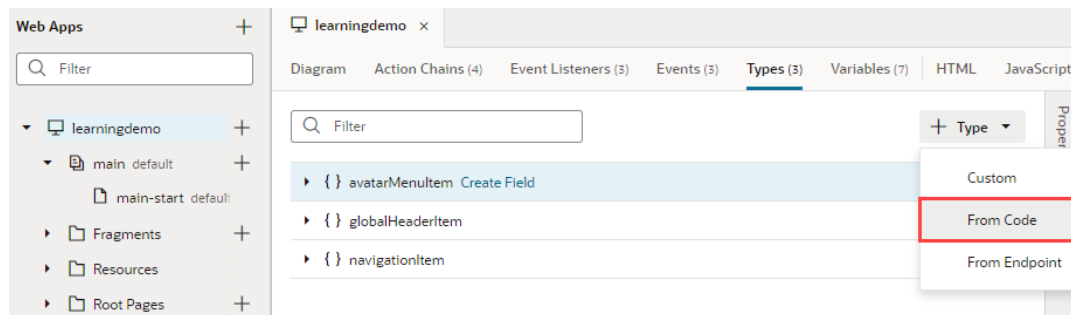 Web Apps
Filter
learningdemo
main default
main-start
Fragments
Resources
Root Pages
learningdemo ×
Diagram Action Chains (4) Event Listeners (3) Events (3) Types (3) Variables (7) HTML JavaScript
Filter
+ Type
{ } avatarMenuItem Create Field
{ } globalHeaderItem
{ } navigationItem
Custom
From Code
From Endpoint